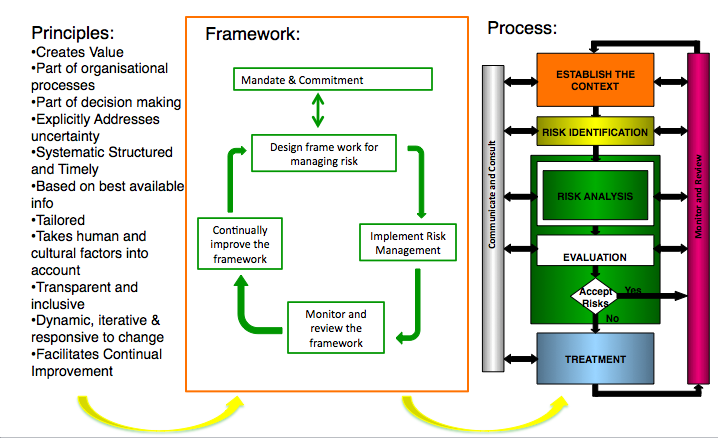 Principles:
•Creates Value
•Part of organisational
processes
•Part of decision making
•Explicitly Addresses
uncertainty
•Systematic Structured
and Timely
•Based on best available
info
•Tailored
•Takes human and
cultural factors into
account
•Transparent and
inclusive
•Dynamic, iterative &
responsive to change
•Facilitates Continual
Improvement
Framework:
Mandate & Commitment
Design frame work for
managing risk
Implement Risk
Management
Monitor and
review the
framework
Continually
improve the
framework
Process:
Communicate and Consult
ESTABLISH THE
CONTEXT
RISK IDENTIFICATION
RISK ANALYSIS
EVALUATION
Accept
Risks
Yes
No
TREATMENT
Monitor and Review